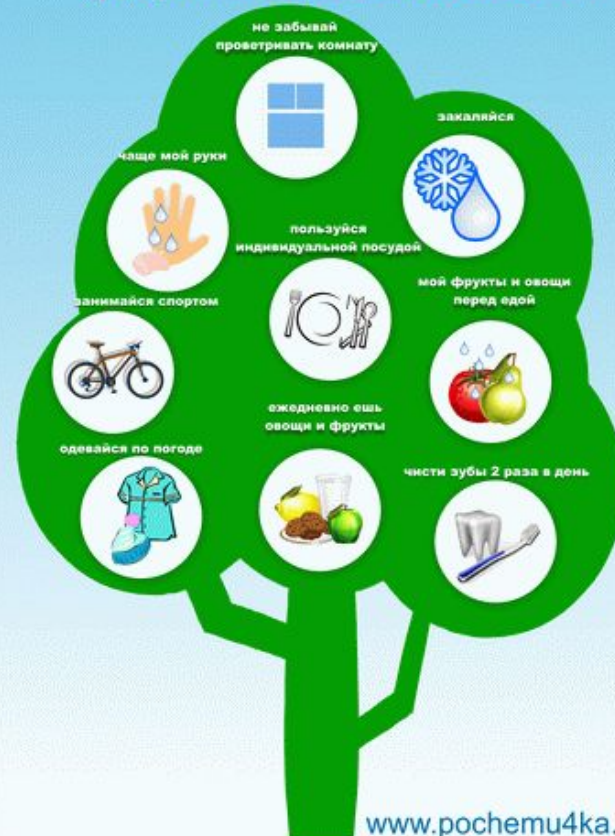 не забывай
проветривать комнату
закаляйся
чаще мой руки
пользуйся
индивидуальной посудой
мой фрукты и овощи
перед едой
занимайся спортом
ежедневно ешь
овощи и фрукты
одевайся по погоде
чисти зубы 2 раза в день
www.pochemu4ka.